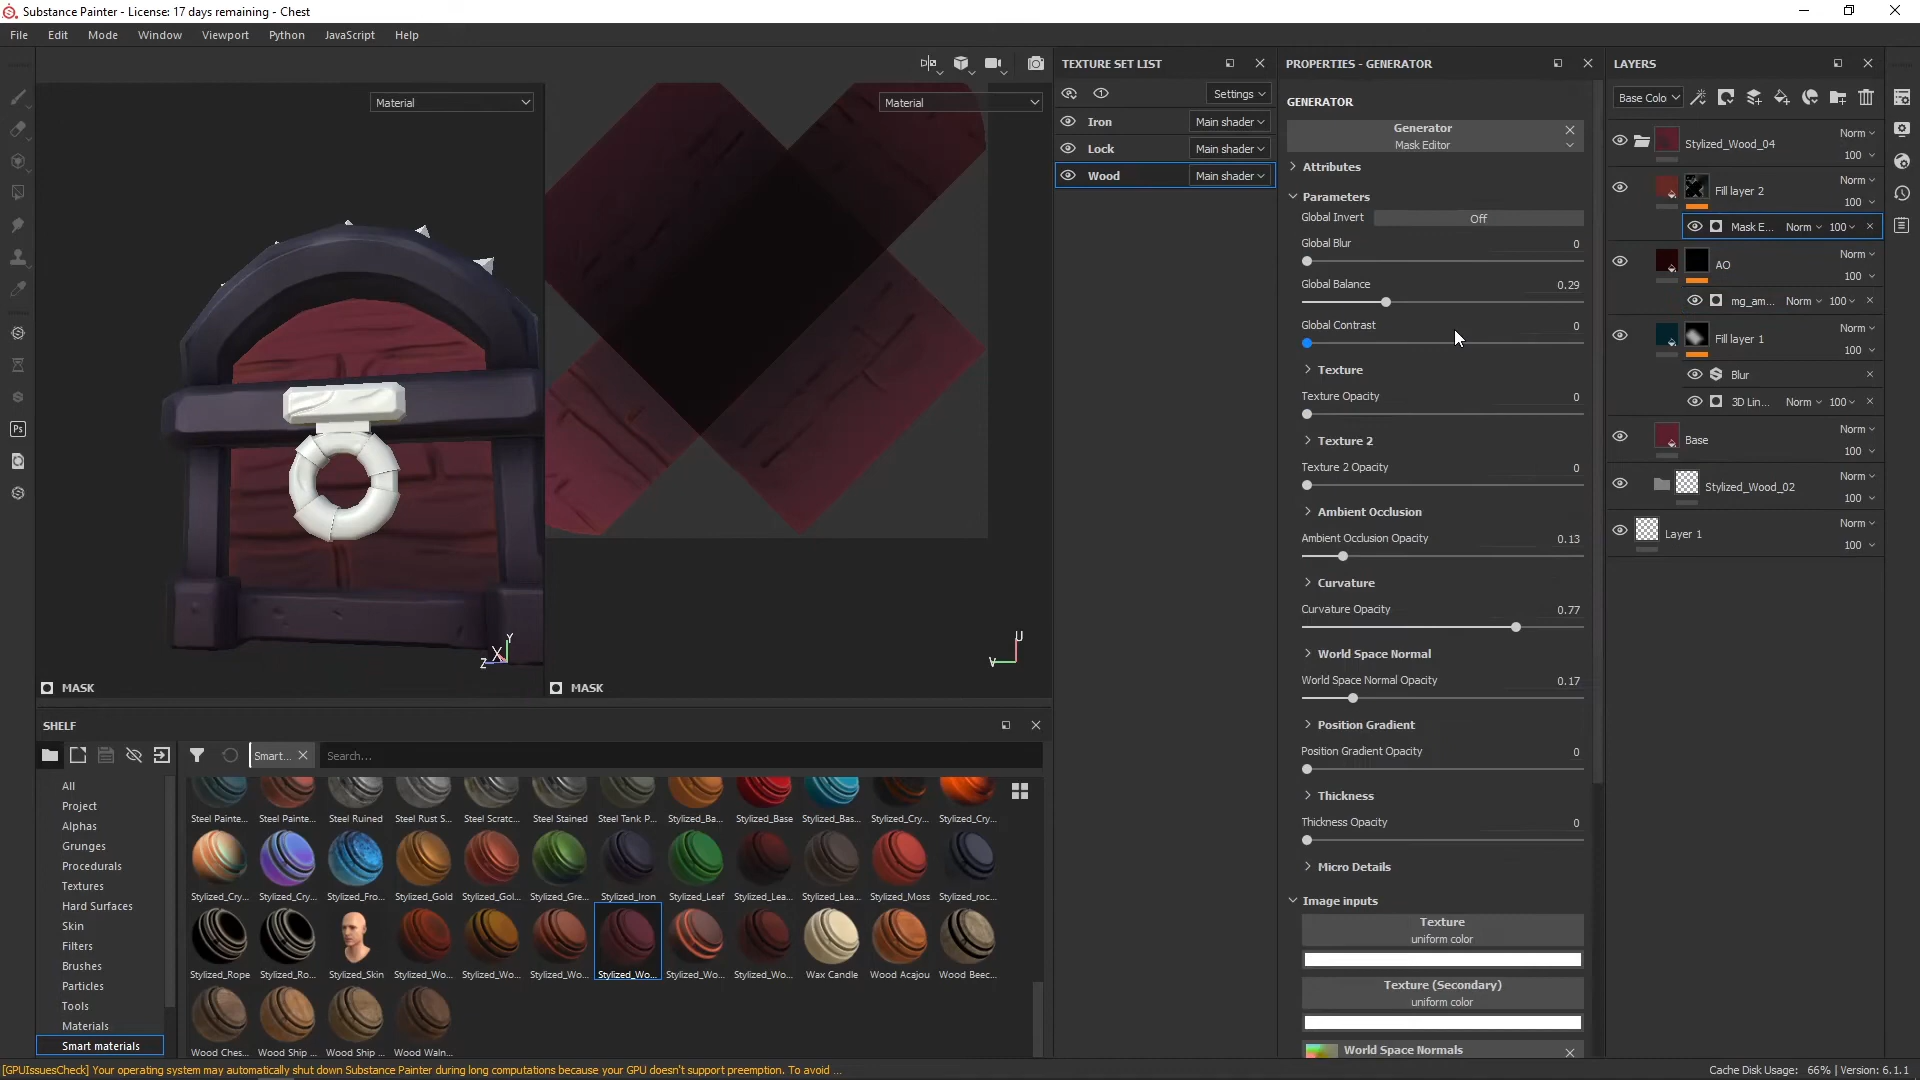 Substance Painter - License: 17 days remaining - Chest
File Edit Mode Window Viewport Python JavaScript Help
Material
Material
MASK
MASK
TEXTURE SET LIST
Settings
Iron Main shader
Lock Main shader
Wood Main shader
PROPERTIES - GENERATOR
GENERATOR
Generator
Mask Editor
Attributes
Parameters
Global Invert Off
Global Blur 0
Global Balance 0.29
Global Contrast 0
Texture
Texture Opacity 0
Texture 2
Texture 2 Opacity 0
Ambient Occlusion
Ambient Occlusion Opacity 0.13
Curvature
Curvature Opacity 0.77
World Space Normal
World Space Normal Opacity 0.17
Position Gradient
Position Gradient Opacity 0
Thickness
Thickness Opacity 0
Micro Details
Image inputs
Texture
uniform color
Texture (Secondary)
uniform color
World Space Normals
LAYERS
Base Colo
Stylized_Wood_04 Norm 100
Fill layer 2 Norm 100
Mask E... Norm 100
AO Norm 100
mg_am... Norm 100
Fill layer 1 Norm 100
Blur
3D Lin... Norm 100
Base Norm 100
Stylized_Wood_02 Norm 100
Layer 1 Norm 100
Ps
Y
X
Z
U
V
SHELF
Smart...
Search...
All
Project
Alphas
Grunges
Procedurals
Textures
Hard Surfaces
Skin
Filters
Brushes
Particles
Tools
Materials
Smart materials
Steel Painte... Steel Painte... Steel Ruined Steel Rust S... Steel Scratc... Steel Stained Steel Tank P... Stylized_Ba... Stylized_Base Stylized_Bas... Stylized_Cry... Stylized_Cry...
Stylized_Cry... Stylized_Cry... Stylized_Fro... Stylized_Gold Stylized_Gol... Stylized_Gre... Stylized_Iron Stylized_Leaf Stylized_Lea... Stylized_Lea... Stylized_Moss Stylized_roc...
Stylized_Rope Stylized_Ro... Stylized_Skin Stylized_Wo... Stylized_Wo... Stylized_Wo... Stylized_Wo... Stylized_Wo... Stylized_Wo... Wax Candle Wood Acajou Wood Beec...
Wood Ches... Wood Ship ... Wood Ship ... Wood Waln...
[GPUIssuesCheck] Your operating system may automatically shut down Substance Painter during long computations because your GPU doesn't support preemption. To avoid ...
Cache Disk Usage: 66% | Version: 6.1.1